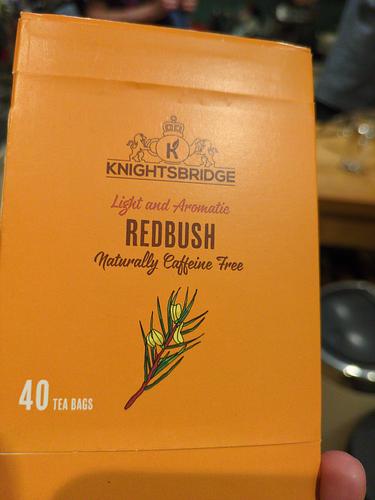 K
KNIGHTSBRIDGE
Light and Aromatic
REDBUSH
Naturally Caffeine Free
40 TEA BAGS